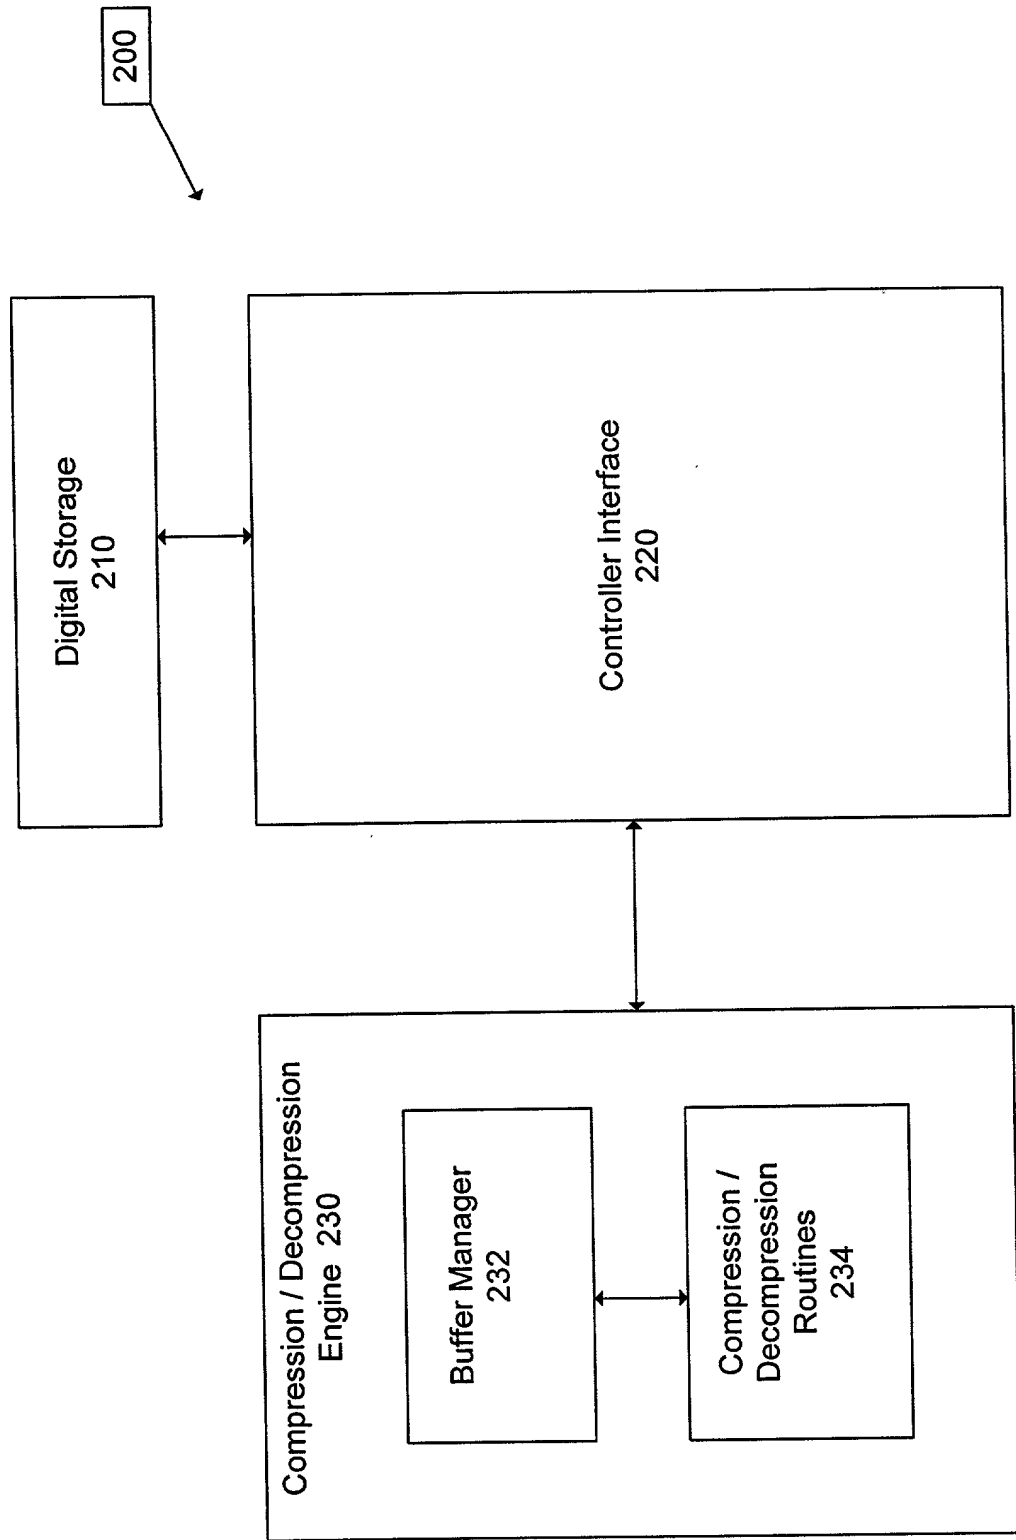 200
Digital Storage
210
Controller Interface
220
Compression / Decompression
Engine 230
Buffer Manager
232
Compression /
Decompression
Routines
234